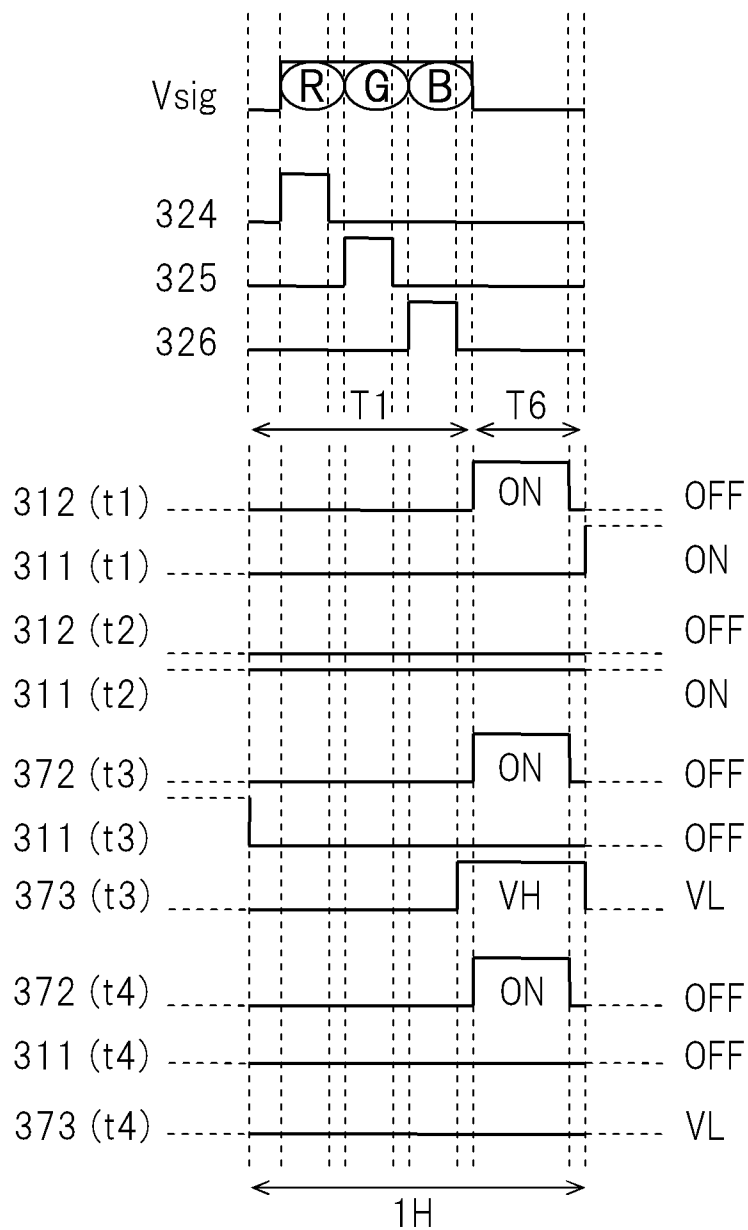 Vsig R G B
324
325
326
T1 T6
312 (t1) ON OFF
311 (t1) ON
312 (t2) OFF
311 (t2) ON
372 (t3) ON OFF
311 (t3) OFF
373 (t3) VH VL
372 (t4) ON OFF
311 (t4) OFF
373 (t4) VL
1H